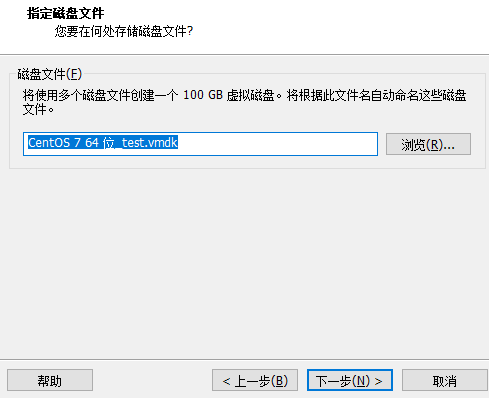 指定磁盘文件
您要在何处存储磁盘文件?
磁盘文件(F)
将使用多个磁盘文件创建一个 100 GB 虚拟磁盘。将根据此文件名自动命名这些磁盘
文件。
CentOS 7 64 位_test.vmdk
浏览(R)...
帮助
< 上一步(B)
下一步(N) >
取消